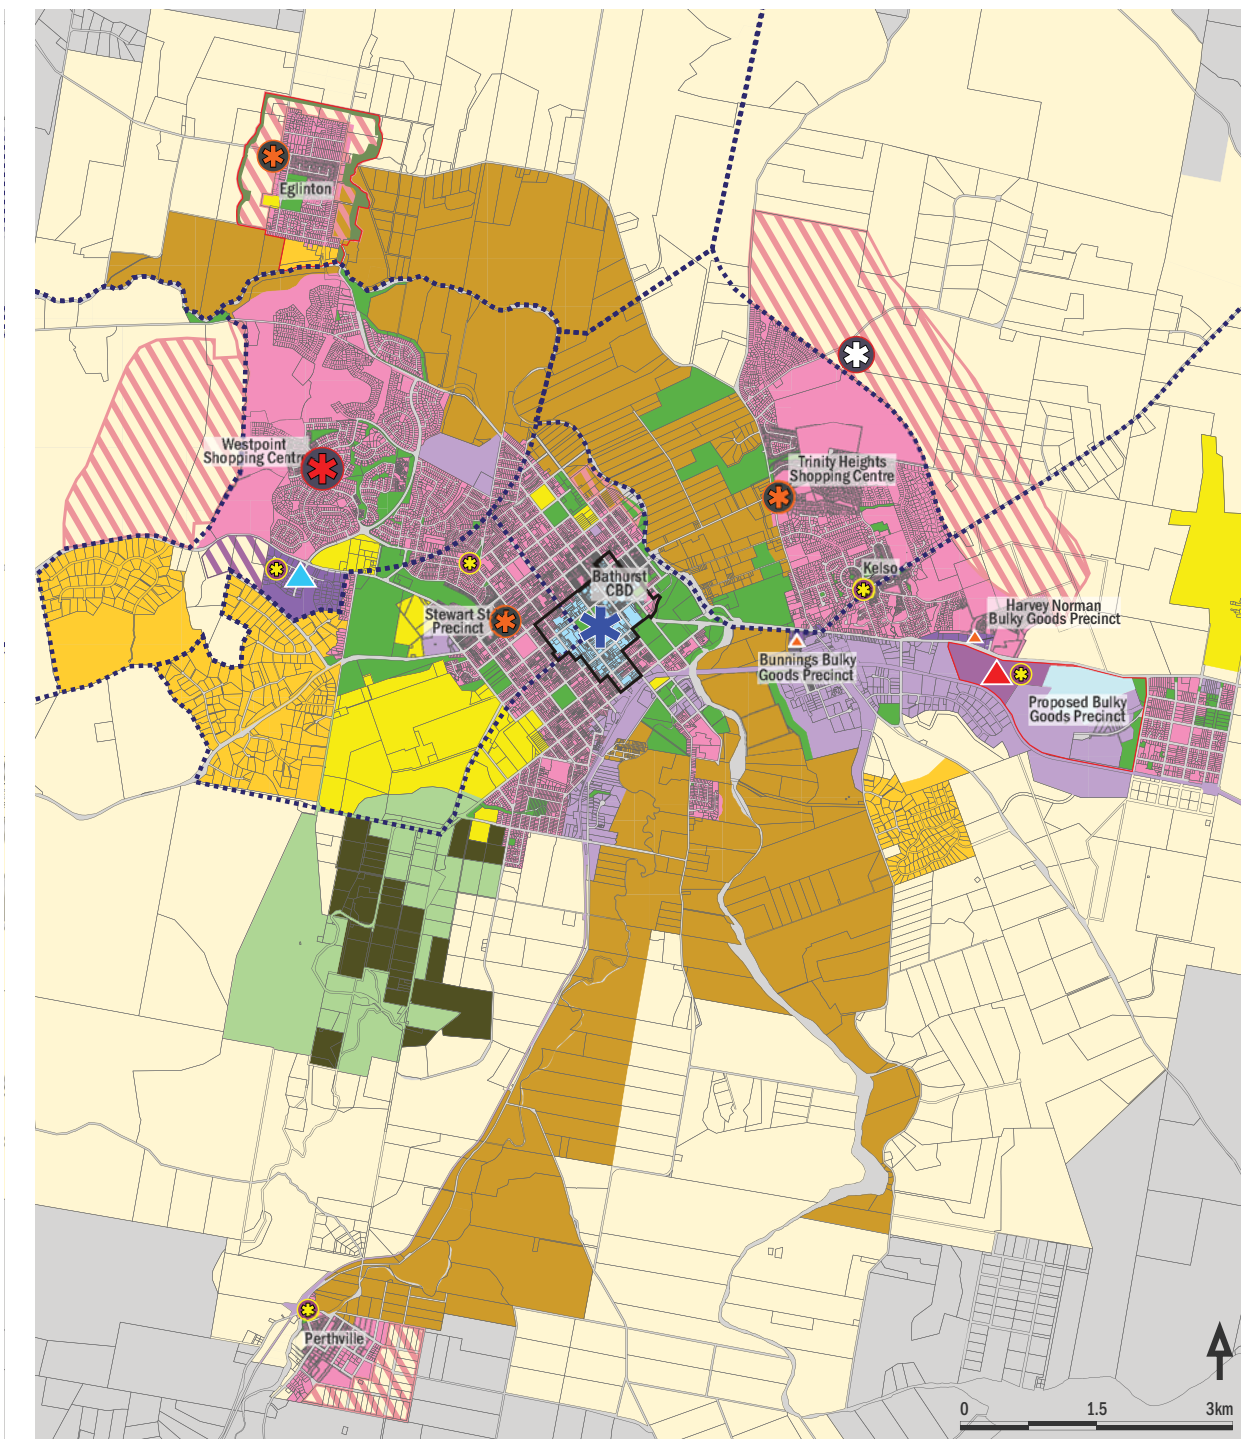 Eglinton
Westpoint
Shopping Centre
Trinity Heights
Shopping Centre
Kelso
Bathurst
CBD
Stewart St
Precinct
Harvey Norman
Bulky Goods Precinct
Bunnings Bulky
Goods Precinct
Proposed Bulky
Goods Precinct
Perthville
0 1.5 3km